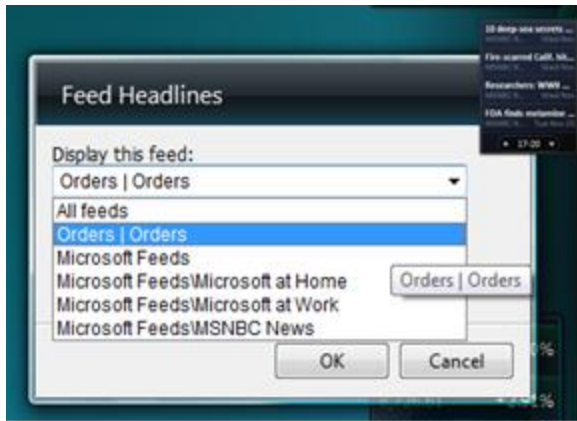 10 deep-sea secrets ...
Fire scarred Calif. hit...
Researchers: WWII ...
FDA finds melamine ...
17-20
Feed Headlines
Display this feed:
Orders | Orders
All feeds
Orders | Orders
Microsoft Feeds
Microsoft Feeds\Microsoft at Home
Orders | Orders
Microsoft Feeds\Microsoft at Work
Microsoft Feeds\MSNBC News
OK
Cancel